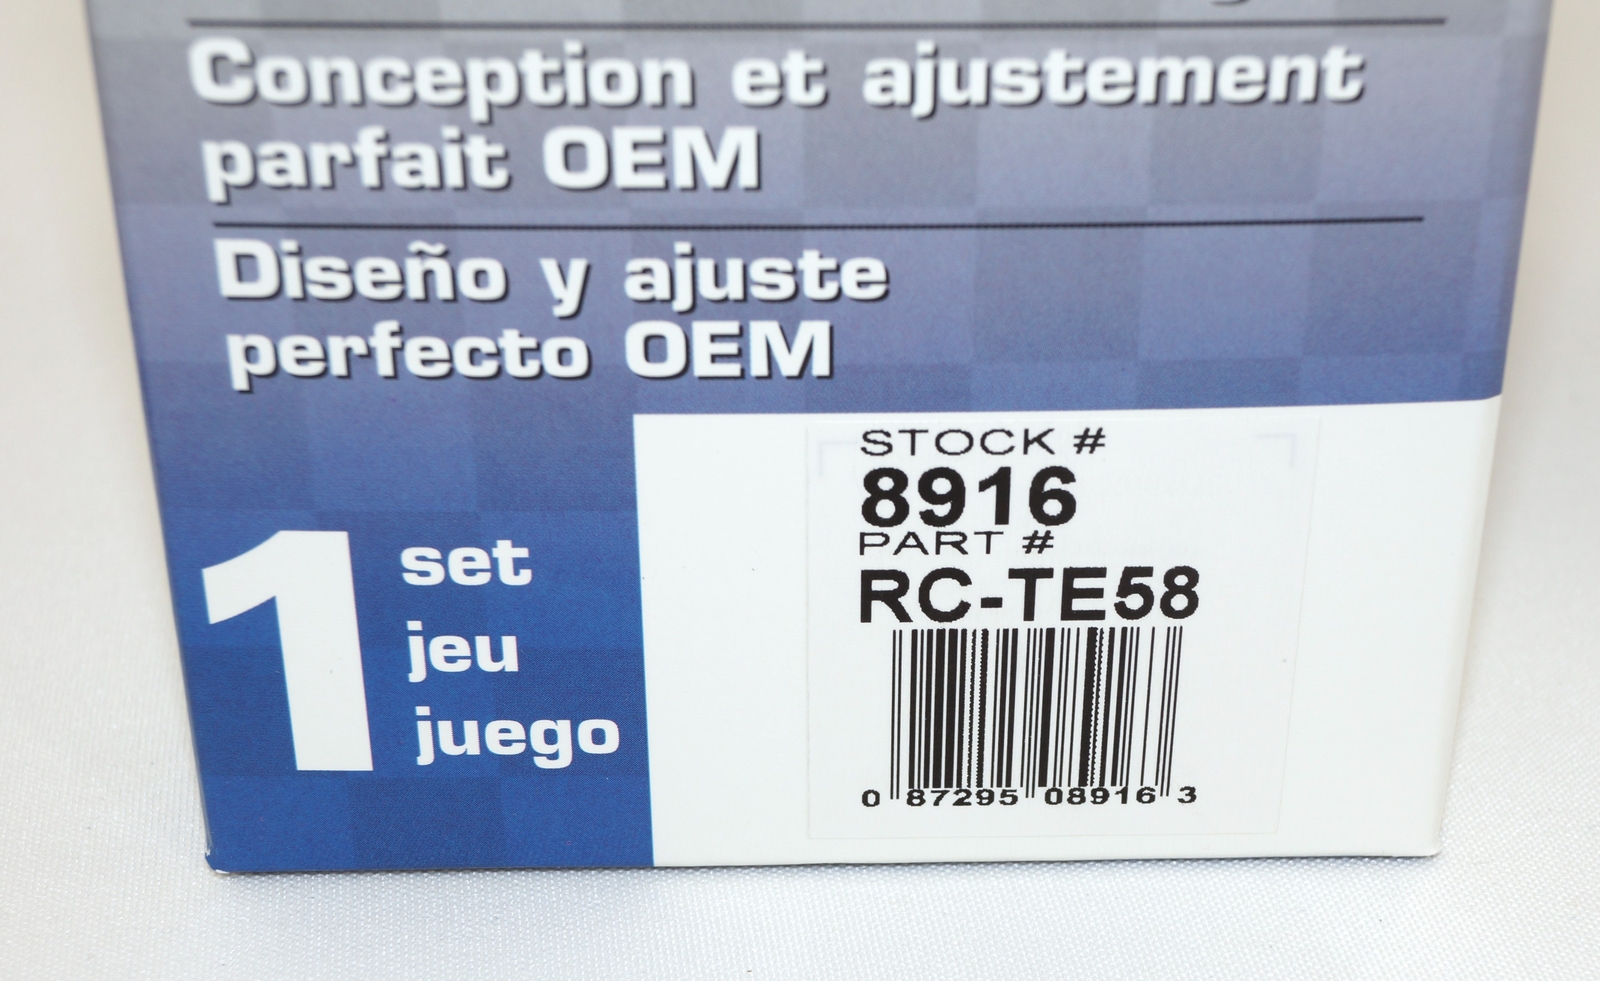 Conception et ajustement
parfait OEM
Diseño y ajuste
perfecto OEM
1
set
jeu
juego
STOCK #
8916
PART #
RC-TE58
0 87295 08916 3